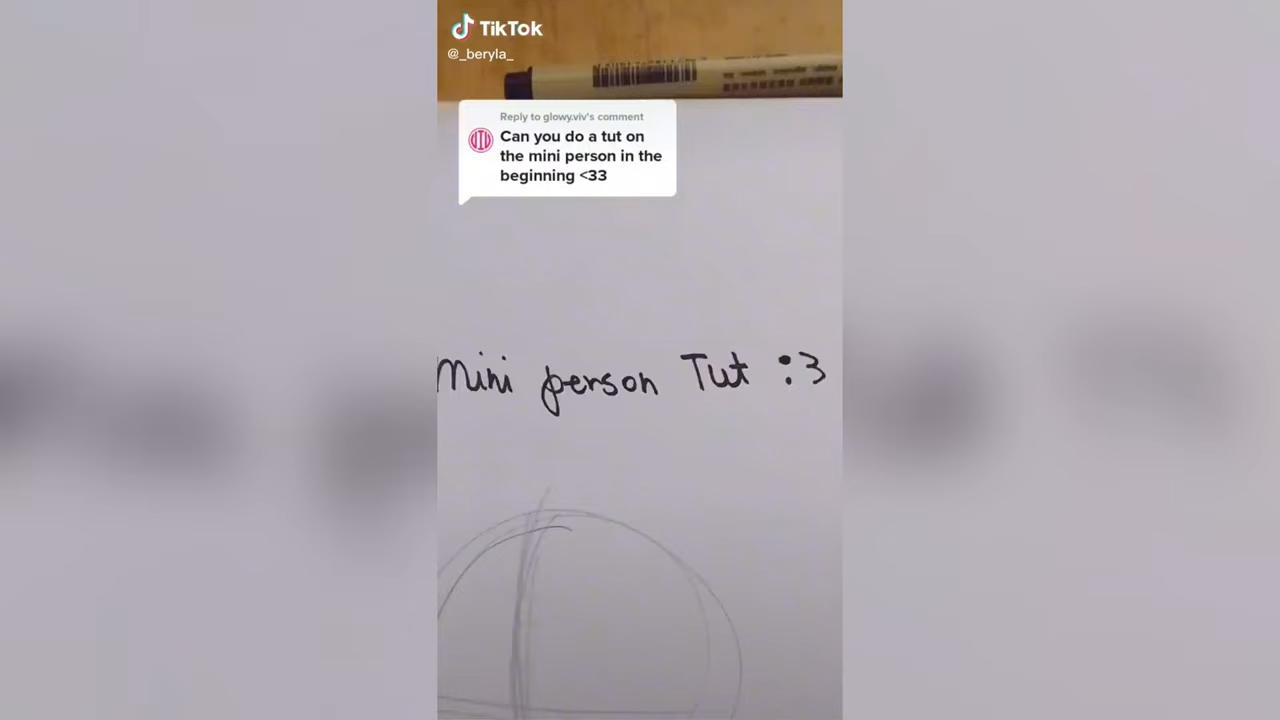 TikTok
@_beryla_
Reply to glowy.viv's comment
Can you do a tut on
the mini person in the
beginning <33
Mini person Tut :3